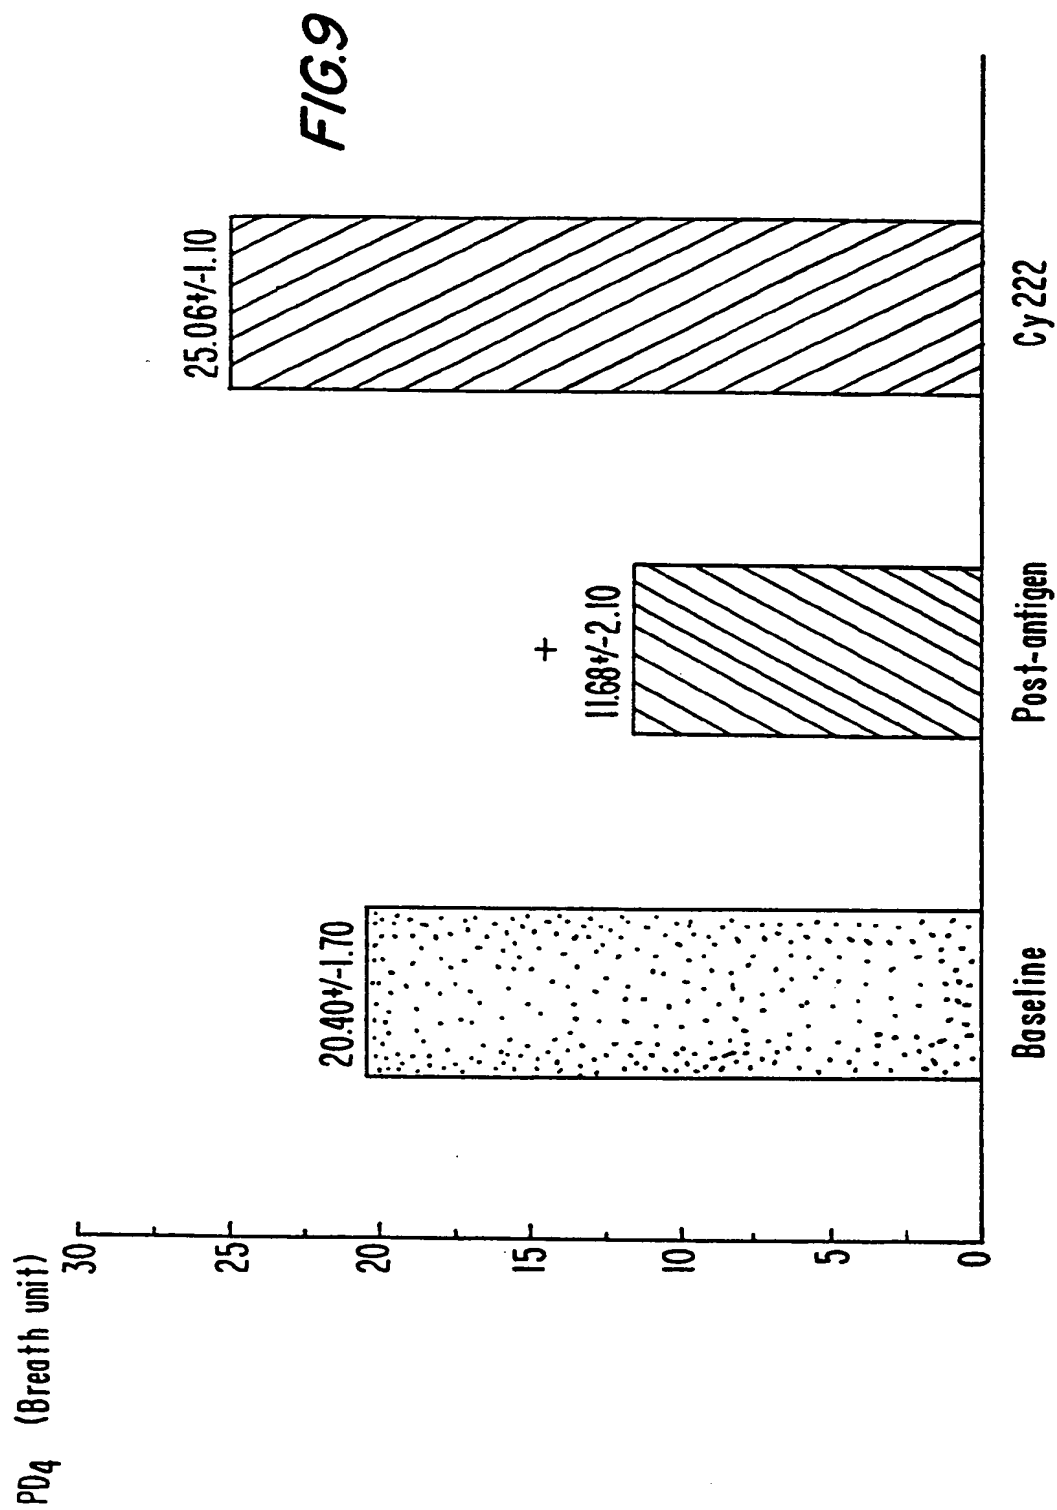 FIG.9
PD4 (Breath unit)
30
25
20
15
10
5
0
20.40+/-1.70
+
11.68+/-2.10
25.06+/-1.10
Baseline
Post-antigen
Cy 222